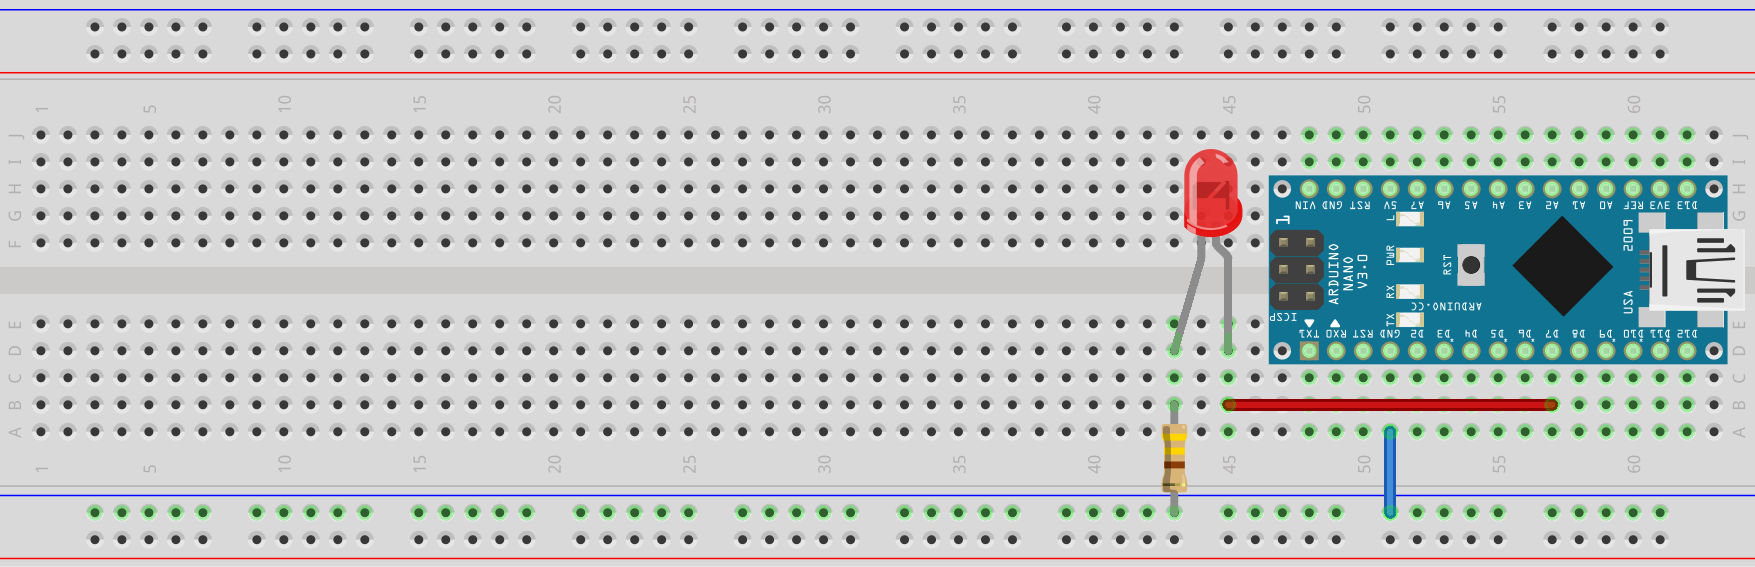 1 5 10 15 20 25 30 35 40 45 50 55 60
J J
I I
H H
G G
F F
E E
D D
C C
B B
A A
VIN GND RST 5V A7 A6 A5 A4 A3 A2 A1 A0 REF 3V3 D13
1
L
PWR
RX
TX
RST
ARDUINO
NANO
V3.0
ARDUINO.CC
2009
USA
ICSP
TX1 RX0 RST GND D2 D3* D4 D5* D6* D7 D8 D9* D10* D11* D12
1 5 10 15 20 25 30 35 40 45 50 55 60